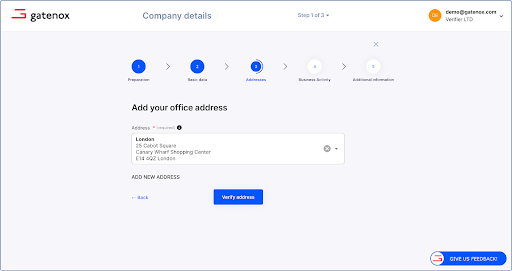 gatenox
Company details
Step 1 of 3
De
demo@gatenox.com
Verifier LTD
1
2
3
4
5
Preparation
Basic data
Addresses
Business Activity
Additional information
Add your office address
Address * (required)
London
25 Cabot Square
Canary Wharf Shopping Center
E14 4QZ London
ADD NEW ADDRESS
← Back
Verify address
GIVE US FEEDBACK!